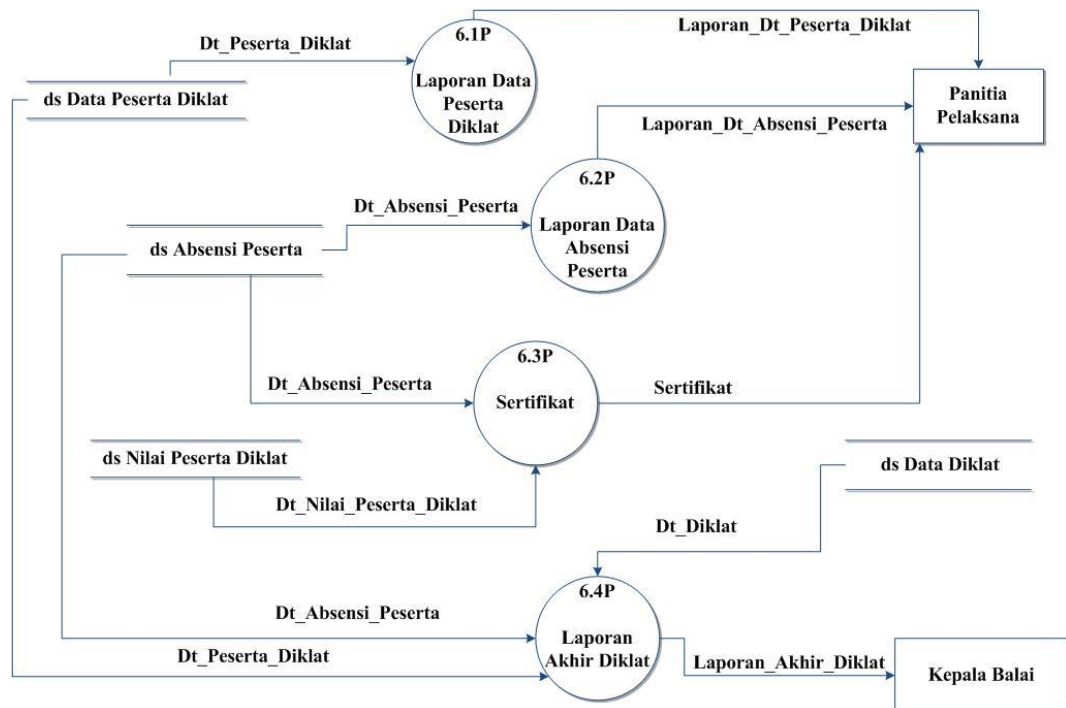 6.1P
Laporan_Dt_Peserta_Diklat
Dt_Peserta_Diklat
Laporan Data
Peserta
Diklat
ds Data Peserta Diklat
Panitia
Pelaksana
Laporan_Dt_Absensi_Peserta
6.2P
Dt_Absensi_Peserta
Laporan Data
Absensi
Peserta
ds Absensi Peserta
6.3P
Dt_Absensi_Peserta
Sertifikat
Sertifikat
ds Nilai Peserta Diklat
ds Data Diklat
Dt_Nilai_Peserta_Diklat
Dt_Diklat
6.4P
Dt_Absensi_Peserta
Laporan
Akhir Diklat
Dt_Peserta_Diklat
Laporan_Akhir_Diklat
Kepala Balai